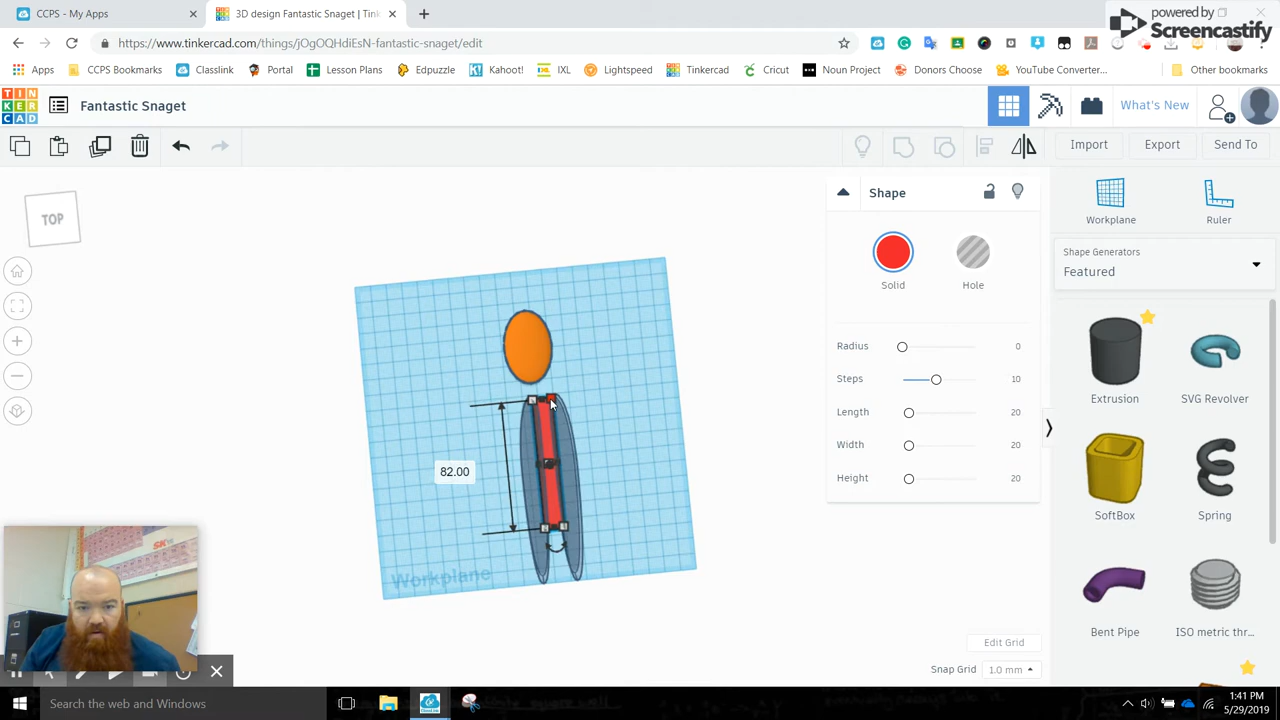 CCPS - My Apps
3D design Fantastic Snaget | Tink
powered by
Screencastify
https://www.tinkercad.com/things/jOgOQHdiEsN-fantastic-snaget/edit
Apps
CCPS Bookmarks
Classlink
Portal
Lesson Plans
Edpuzzle
Kahoot!
IXL
Lightspeed
Tinkercad
Cricut
Noun Project
Donors Choose
YouTube Converter...
Other bookmarks
TIN
KER
CAD
Fantastic Snaget
What's New
Import
Export
Send To
TOP
Shape
Solid
Hole
Radius
0
Steps
10
Length
20
Width
20
Height
20
Workplane
Ruler
Shape Generators
Featured
Extrusion
SVG Revolver
SoftBox
Spring
Bent Pipe
ISO metric thr...
82.00
Workplane
Edit Grid
Snap Grid
1.0 mm
Search the web and Windows
1:41 PM
5/29/2019